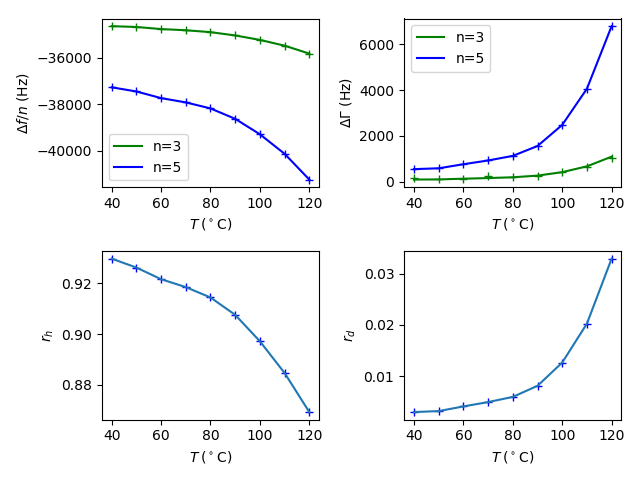 −36000
−38000
−40000
Δf/n (Hz)
n=3
n=5
40 60 80 100 120
T (°C)
6000
4000
2000
0
ΔΓ (Hz)
n=3
n=5
40 60 80 100 120
T (°C)
0.92
0.90
0.88
r_h
40 60 80 100 120
T (°C)
0.03
0.02
0.01
r_d
40 60 80 100 120
T (°C)